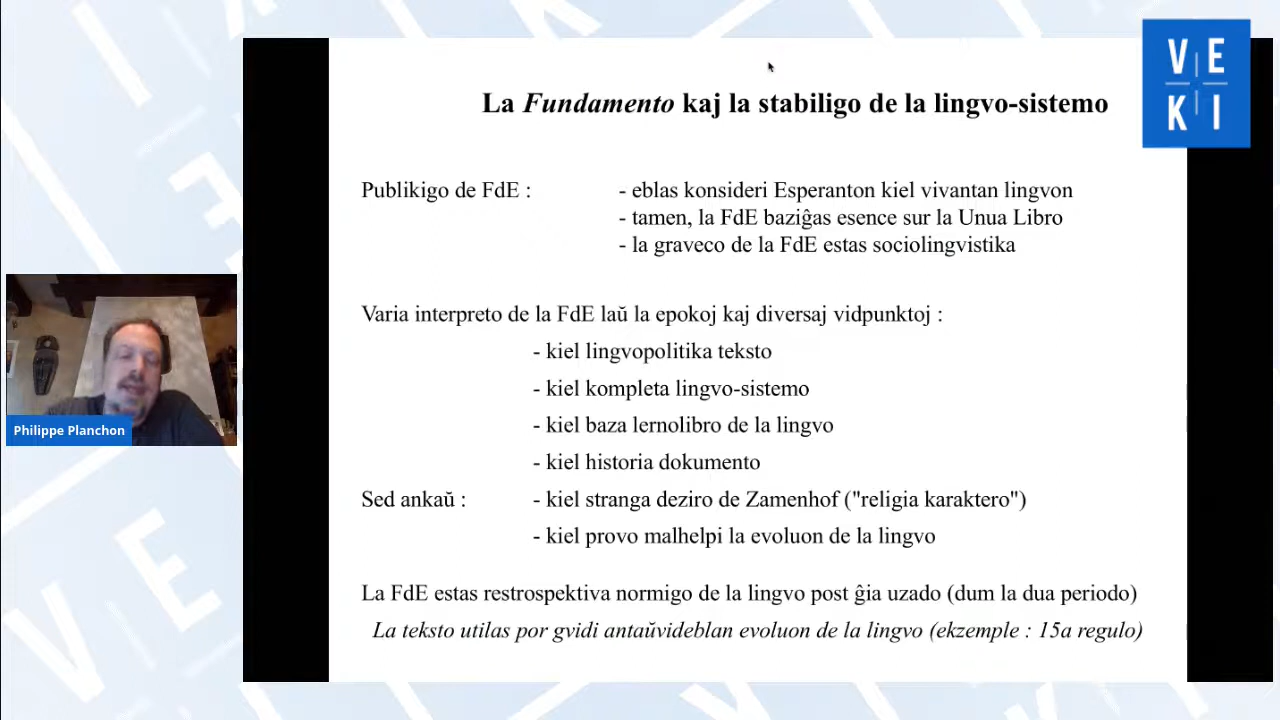 VE
KI
La Fundamento kaj la stabiligo de la lingvo-sistemo
Publikigo de FdE : - eblas konsideri Esperanton kiel vivantan lingvon
- tamen, la FdE baziĝas esence sur la Unua Libro
- la graveco de la FdE estas sociolingvistika
Varia interpreto de la FdE laŭ la epokoj kaj diversaj vidpunktoj :
- kiel lingvopolitika teksto
- kiel kompleta lingvo-sistemo
- kiel baza lernolibro de la lingvo
- kiel historia dokumento
Sed ankaŭ : - kiel stranga deziro de Zamenhof ("religia karaktero")
- kiel provo malhelpi la evoluon de la lingvo
La FdE estas restrospektiva normigo de la lingvo post ĝia uzado (dum la dua periodo)
La teksto utilas por gvidi antaŭvideblan evoluon de la lingvo (ekzemple : 15a regulo)
Philippe Planchon